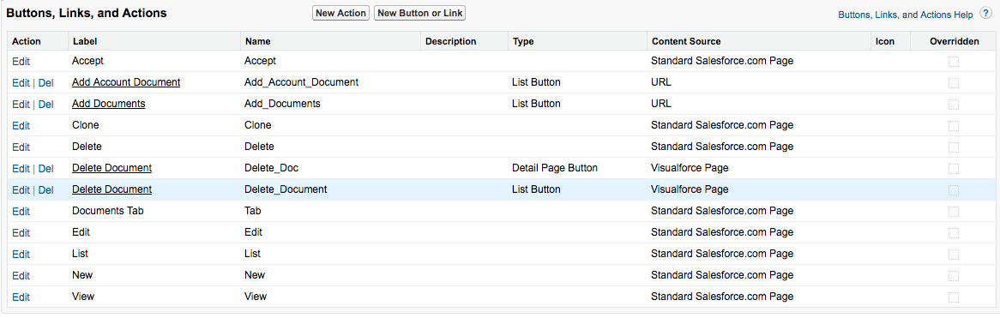 Buttons, Links, and Actions New Action New Button or Link Buttons, Links, and Actions Help ?
Action Label Name Description Type Content Source Icon Overridden
Edit Accept Accept Standard Salesforce.com Page
Edit | Del Add Account Document Add_Account_Document List Button URL
Edit | Del Add Documents Add_Documents List Button URL
Edit Clone Clone Standard Salesforce.com Page
Edit Delete Delete Standard Salesforce.com Page
Edit | Del Delete Document Delete_Doc Detail Page Button Visualforce Page
Edit | Del Delete Document Delete_Document List Button Visualforce Page
Edit Documents Tab Tab Standard Salesforce.com Page
Edit Edit Edit Standard Salesforce.com Page
Edit List List Standard Salesforce.com Page
Edit New New Standard Salesforce.com Page
Edit View View Standard Salesforce.com Page